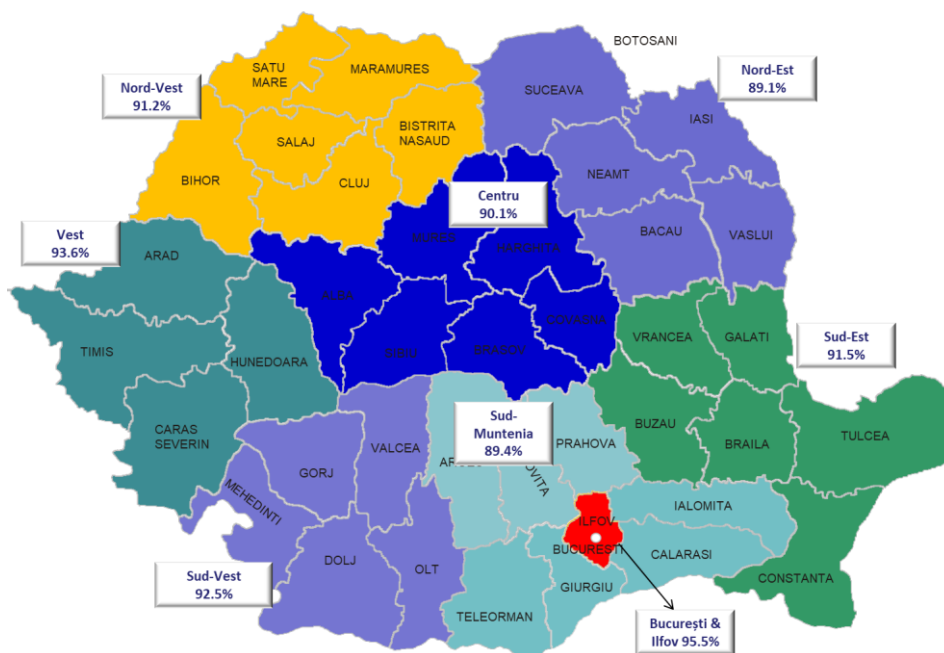 BOTOSANI
SATU
MARE
MARAMURES
Nord-Vest
91.2%
SUCEAVA
Nord-Est
89.1%
IASI
BISTRITA
NASAUD
SALAJ
NEAMT
BIHOR
CLUJ
Centru
90.1%
MURES
HARGHITA
BACAU
VASLUI
Vest
93.6%
ARAD
ALBA
COVASNA
VRANCEA
GALATI
Sud-Est
91.5%
TIMIS
HUNEDOARA
SIBIU
BRASOV
CARAS
SEVERIN
VALCEA
Sud-
Muntenia
89.4%
PRAHOVA
BUZAU
BRAILA
TULCEA
GORJ
MEHEDINTI
OVITA
IALOMITA
ILFOV
BUCURESTI
CALARASI
Sud-Vest
92.5%
DOLJ
OLT
GIURGIU
CONSTANTA
TELEORMAN
București &
Ilfov 95.5%